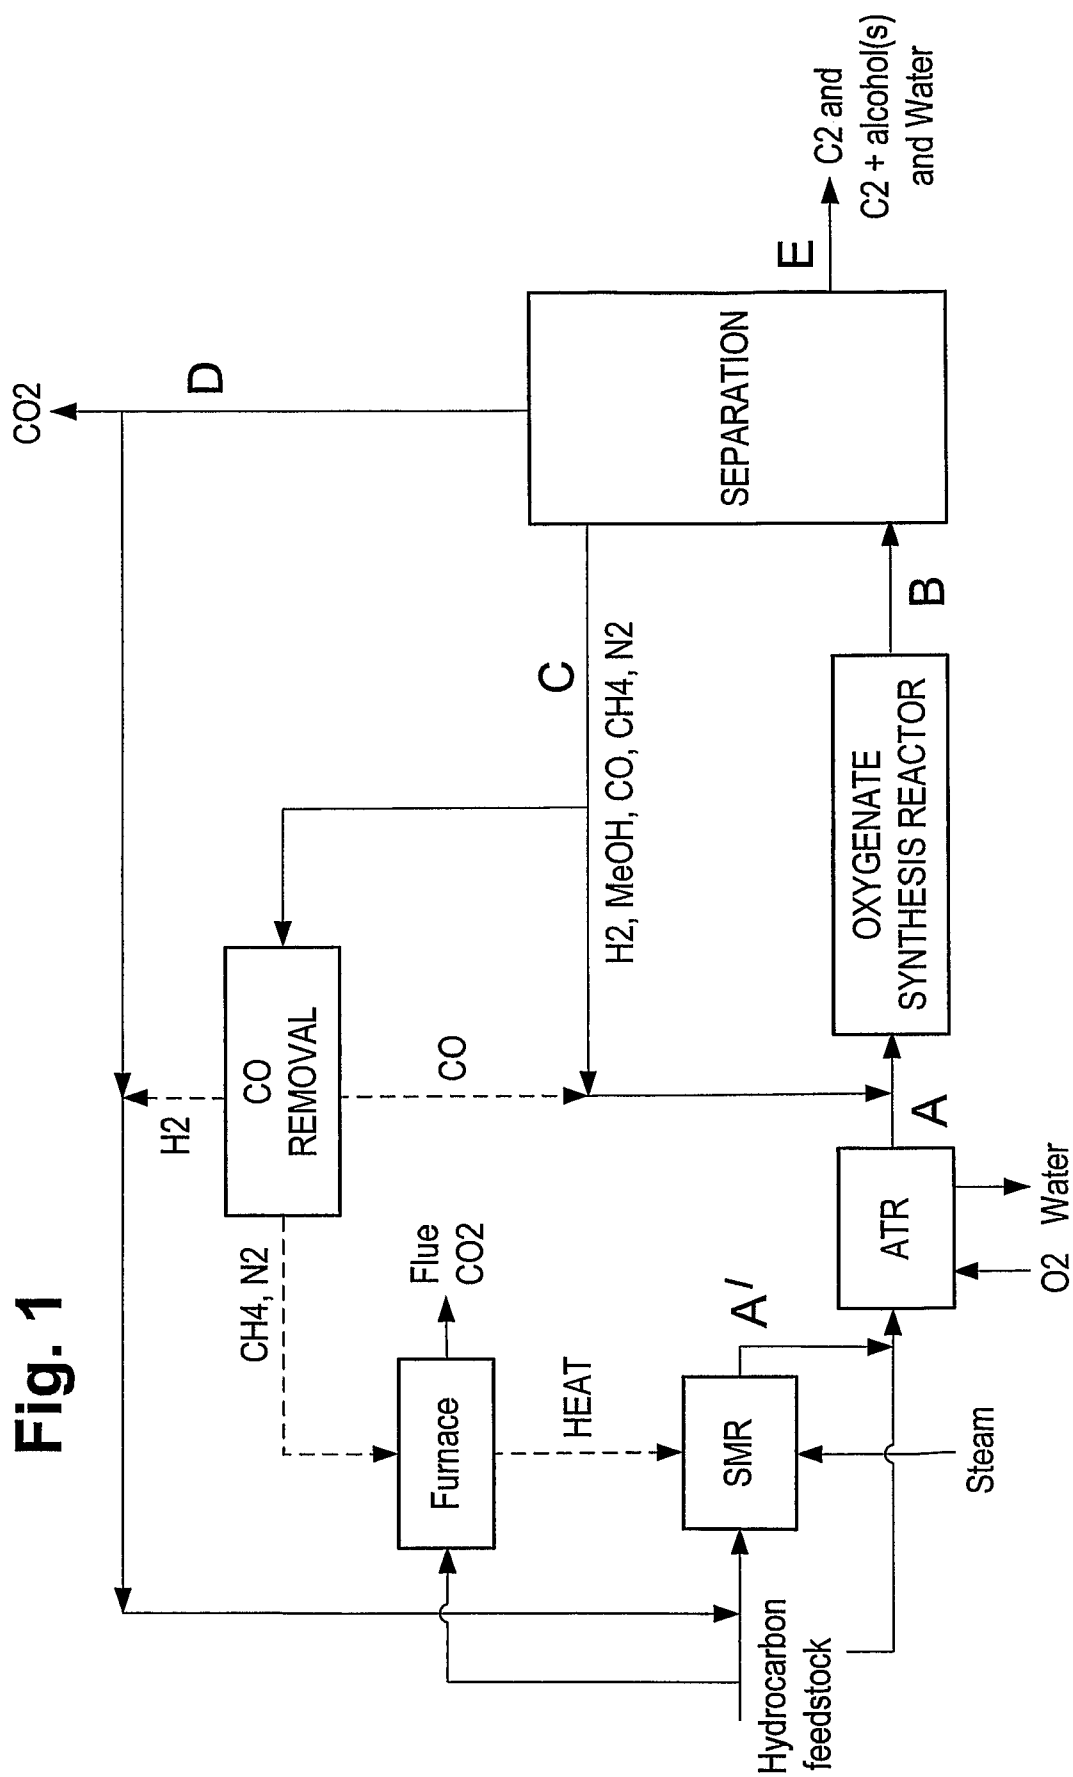 Fig. 1
CO2
D
H2
CO
REMOVAL
CH4, N2
CO
C
H2, MeOH, CO, CH4, N2
Flue
CO2
Furnace
HEAT
SEPARATION
E
C2 and
C2 + alcohol(s)
and Water
SMR
A'
Hydrocarbon
feedstock
Steam
ATR
O2
Water
A
OXYGENATE
SYNTHESIS REACTOR
B